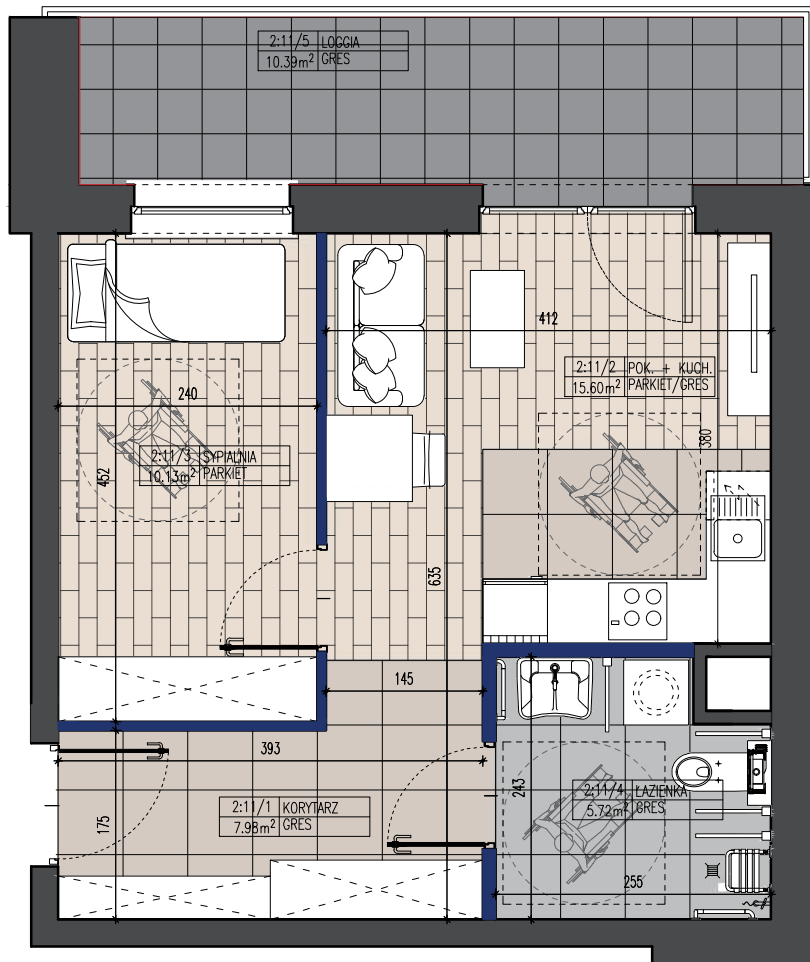 2:11/5 LOGGIA
10.39m² GRES
412
2:11/2 POK. + KUCH.
15.60m² PARKIET/GRES
240
380
2:11/3 SYPIALNIA
10.13m² PARKIET
452
635
145
393
243
2:11/4 ŁAZIENKA
5.72m² GRES
2:11/1 KORYTARZ
7.98m² GRES
175
255